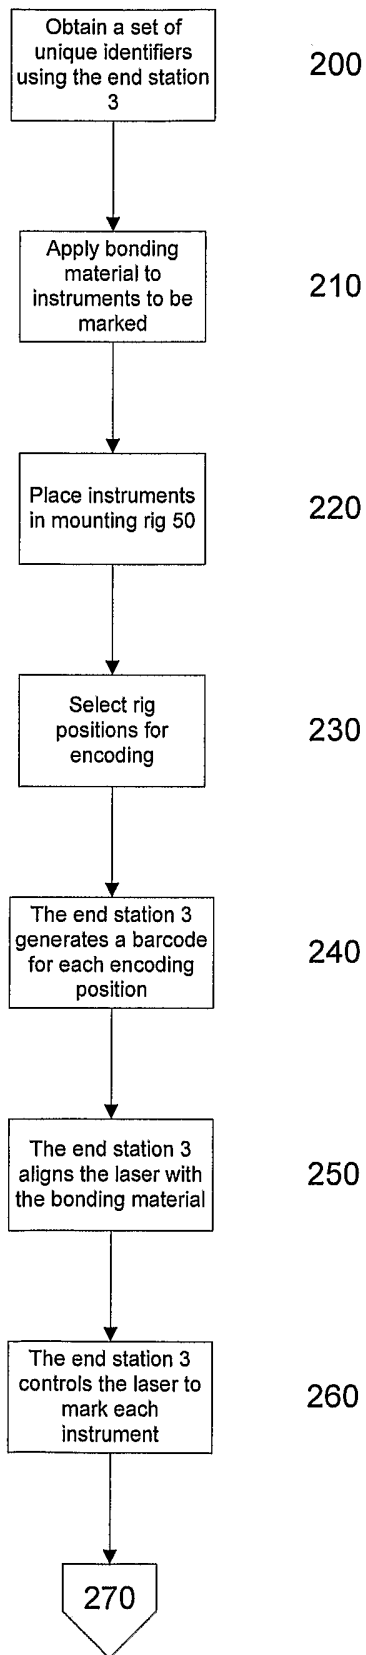 Obtain a set of
unique identifiers
using the end station
3
200
Apply bonding
material to
instruments to be
marked
210
Place instruments
in mounting rig 50
220
Select rig
positions for
encoding
230
The end station 3
generates a barcode
for each encoding
position
240
The end station 3
aligns the laser with
the bonding material
250
The end station 3
controls the laser to
mark each
instrument
260
270